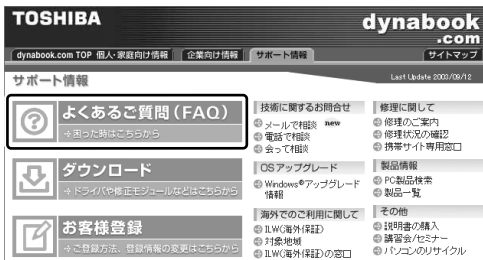 TOSHIBA
dynabook
.com
dynabook.com TOP 個人・家庭向け情報 企業向け情報 サポート情報 サイトマップ
サポート情報
Last Update 2003/09/12
よくあるご質問(FAQ)
→困った時はこちらから
ダウンロード
→ドライバや修正モジュールなどはこちらから
お客様登録
→ご登録方法、登録情報の変更はこちらから
技術に関するお問合せ
メールで相談 new
電話で相談
会って相談
OSアップグレード
Windows®アップグレード
情報
海外でのご利用に関して
ILW(海外保証)
対象地域
ILW(海外保証)の窓口
修理に関して
修理のご案内
修理状況の確認
携帯サイト専用窓口
製品情報
PC製品検索
製品一覧
その他
説明書の購入
講習会/セミナー
パソコンのリサイクル